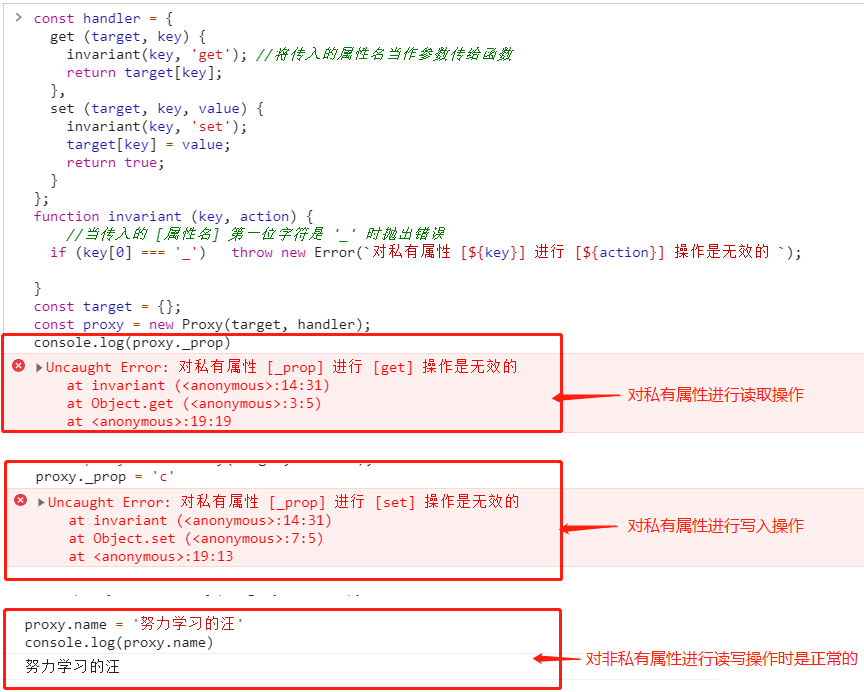 const handler = {
get (target, key) {
invariant(key, 'get'); //将传入的属性名当作参数传给函数
return target[key];
},
set (target, key, value) {
invariant(key, 'set');
target[key] = value;
return true;
}
};
function invariant (key, action) {
//当传入的 [属性名] 第一位字符是 '_' 时抛出错误
if (key[0] === '_')   throw new Error(`对私有属性 [${key}] 进行 [${action}] 操作是无效的 `);
}
const target = {};
const proxy = new Proxy(target, handler);
console.log(proxy._prop)
Uncaught Error: 对私有属性 [_prop] 进行 [get] 操作是无效的
at invariant (<anonymous>:14:31)
at Object.get (<anonymous>:3:5)
at <anonymous>:19:19
对私有属性进行读取操作
proxy._prop = 'c'
Uncaught Error: 对私有属性 [_prop] 进行 [set] 操作是无效的
at invariant (<anonymous>:14:31)
at Object.set (<anonymous>:7:5)
at <anonymous>:19:13
对私有属性进行写入操作
proxy.name = '努力学习的汪'
console.log(proxy.name)
努力学习的汪
对非私有属性进行读写操作时是正常的